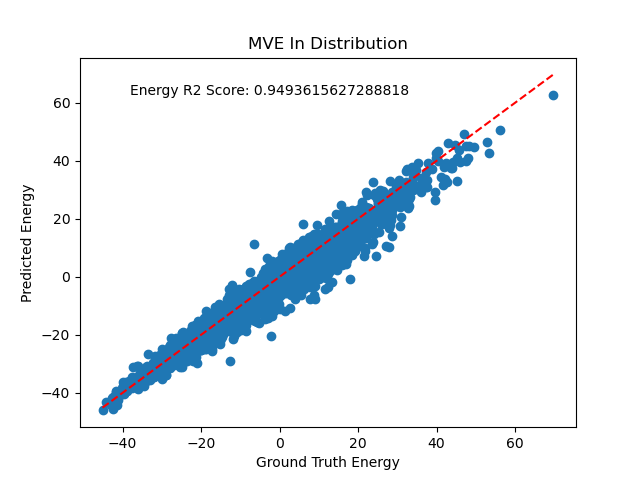 MVE In Distribution
Energy R2 Score: 0.9493615627288818
Predicted Energy
60
40
20
0
−20
−40
−40 −20 0 20 40 60
Ground Truth Energy